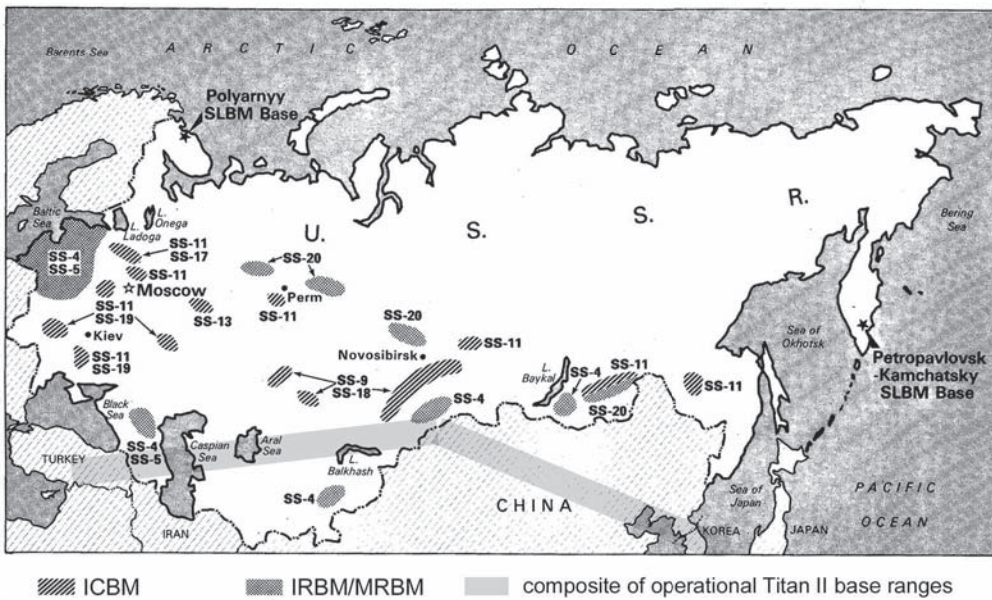 Barents Sea
ARCTIC OCEAN
Polyarnyy
SLBM Base
Baltic
Sea
L.
Ladoga
L.
Onega
U. S. S. R.
Bering
Sea
SS-4
SS-5
SS-11
SS-17
SS-11
Moscow
SS-20
Perm
SS-11
SS-13
SS-11
SS-19
Kiev
SS-11
SS-19
SS-20
Novosibirsk
SS-11
SS-9
SS-18
SS-4
L.
Baykal
SS-4
SS-11
SS-20
SS-11
Sea of
Okhotsk
Petropavlovsk
-Kamchatsky
SLBM Base
Black
Sea
SS-4
SS-5
TURKEY
Caspian
Sea
Aral
Sea
L.
Balkhash
SS-4
IRAN
CHINA
Sea of
Japan
KOREA
JAPAN
PACIFIC
OCEAN
ICBM
IRBM/MRBM
composite of operational Titan II base ranges